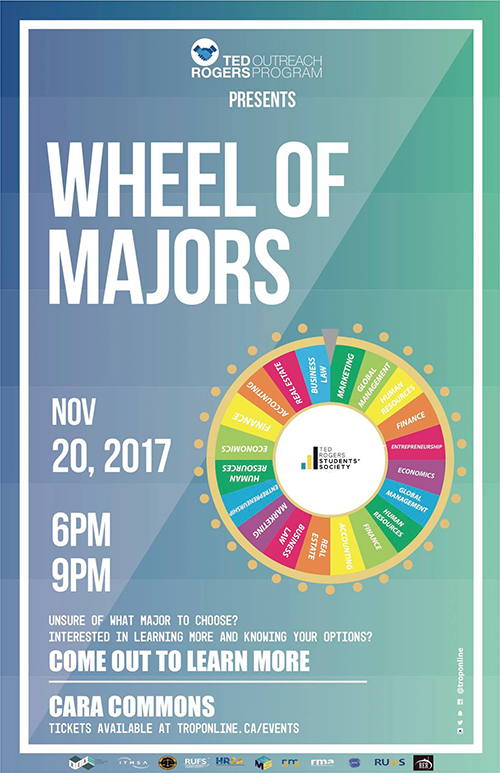 TED OUTREACH
ROGERS PROGRAM
PRESENTS
WHEEL OF
MAJORS
NOV
20, 2017
6PM
9PM
BUSINESS LAW
MARKETING
GLOBAL MANAGEMENT
HUMAN RESOURCES
FINANCE
ENTREPRENEURSHIP
ECONOMICS
GLOBAL MANAGEMENT
HUMAN RESOURCES
FINANCE
ACCOUNTING
REAL ESTATE
BUSINESS LAW
MARKETING
ENTREPRENEURSHIP
HUMAN RESOURCES
ECONOMICS
FINANCE
ACCOUNTING
REAL ESTATE
TED
ROGERS
STUDENTS'
SOCIETY
UNSURE OF WHAT MAJOR TO CHOOSE?
INTERESTED IN LEARNING MORE AND KNOWING YOUR OPTIONS?
COME OUT TO LEARN MORE
CARA COMMONS
TICKETS AVAILABLE AT TROPONLINE.CA/EVENTS
@troponline
ITMSA
RUFS
rma